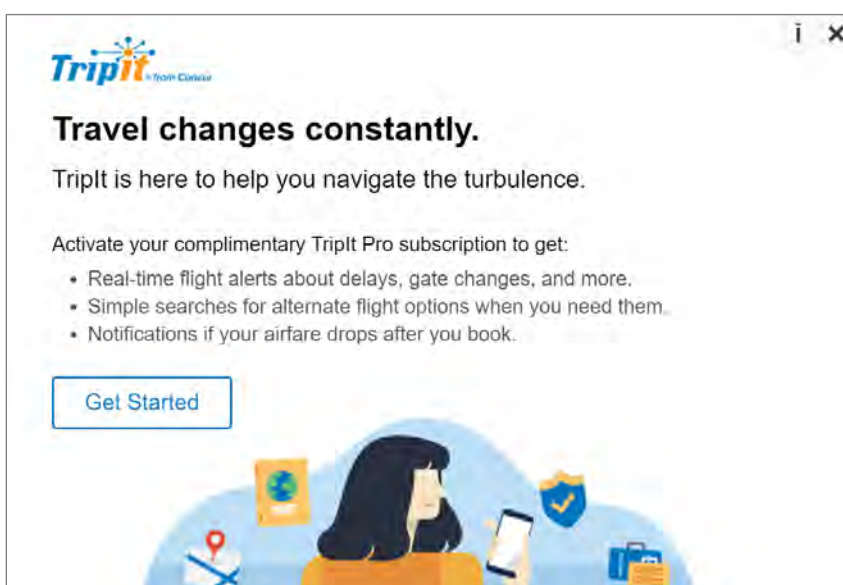 i ×
TripIt® from Concur
Travel changes constantly.
TripIt is here to help you navigate the turbulence.
Activate your complimentary TripIt Pro subscription to get:
• Real-time flight alerts about delays, gate changes, and more.
• Simple searches for alternate flight options when you need them.
• Notifications if your airfare drops after you book.
Get Started